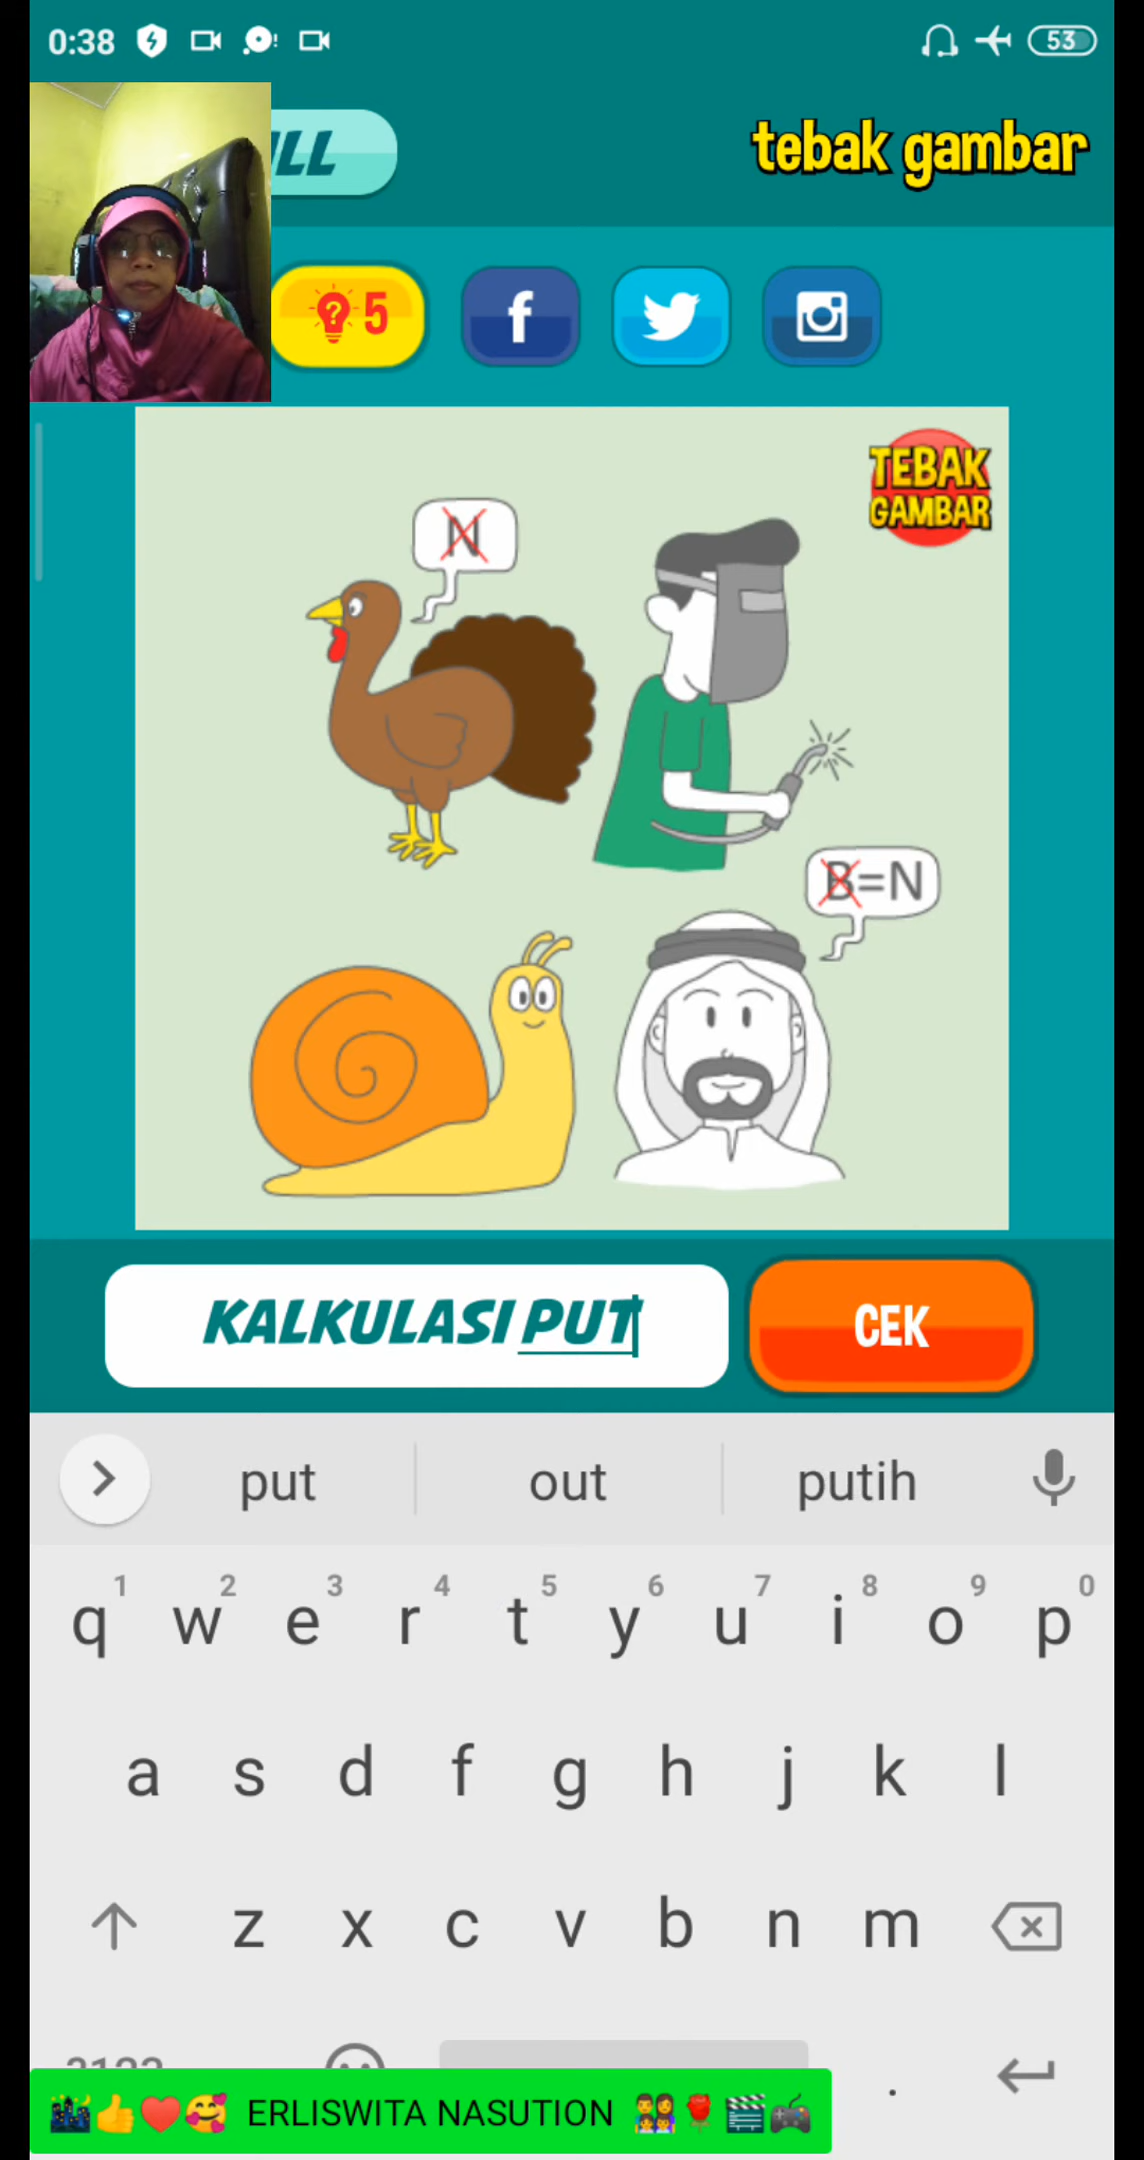 0:38
53
ILL
tebak gambar
5
f
TEBAK
GAMBAR
N
B=N
KALKULASI PUT
CEK
put out putih
1 2 3 4 5 6 7 8 9 0
q w e r t y u i o p
a s d f g h j k l
z x c v b n m
.
ERLISWITA NASUTION